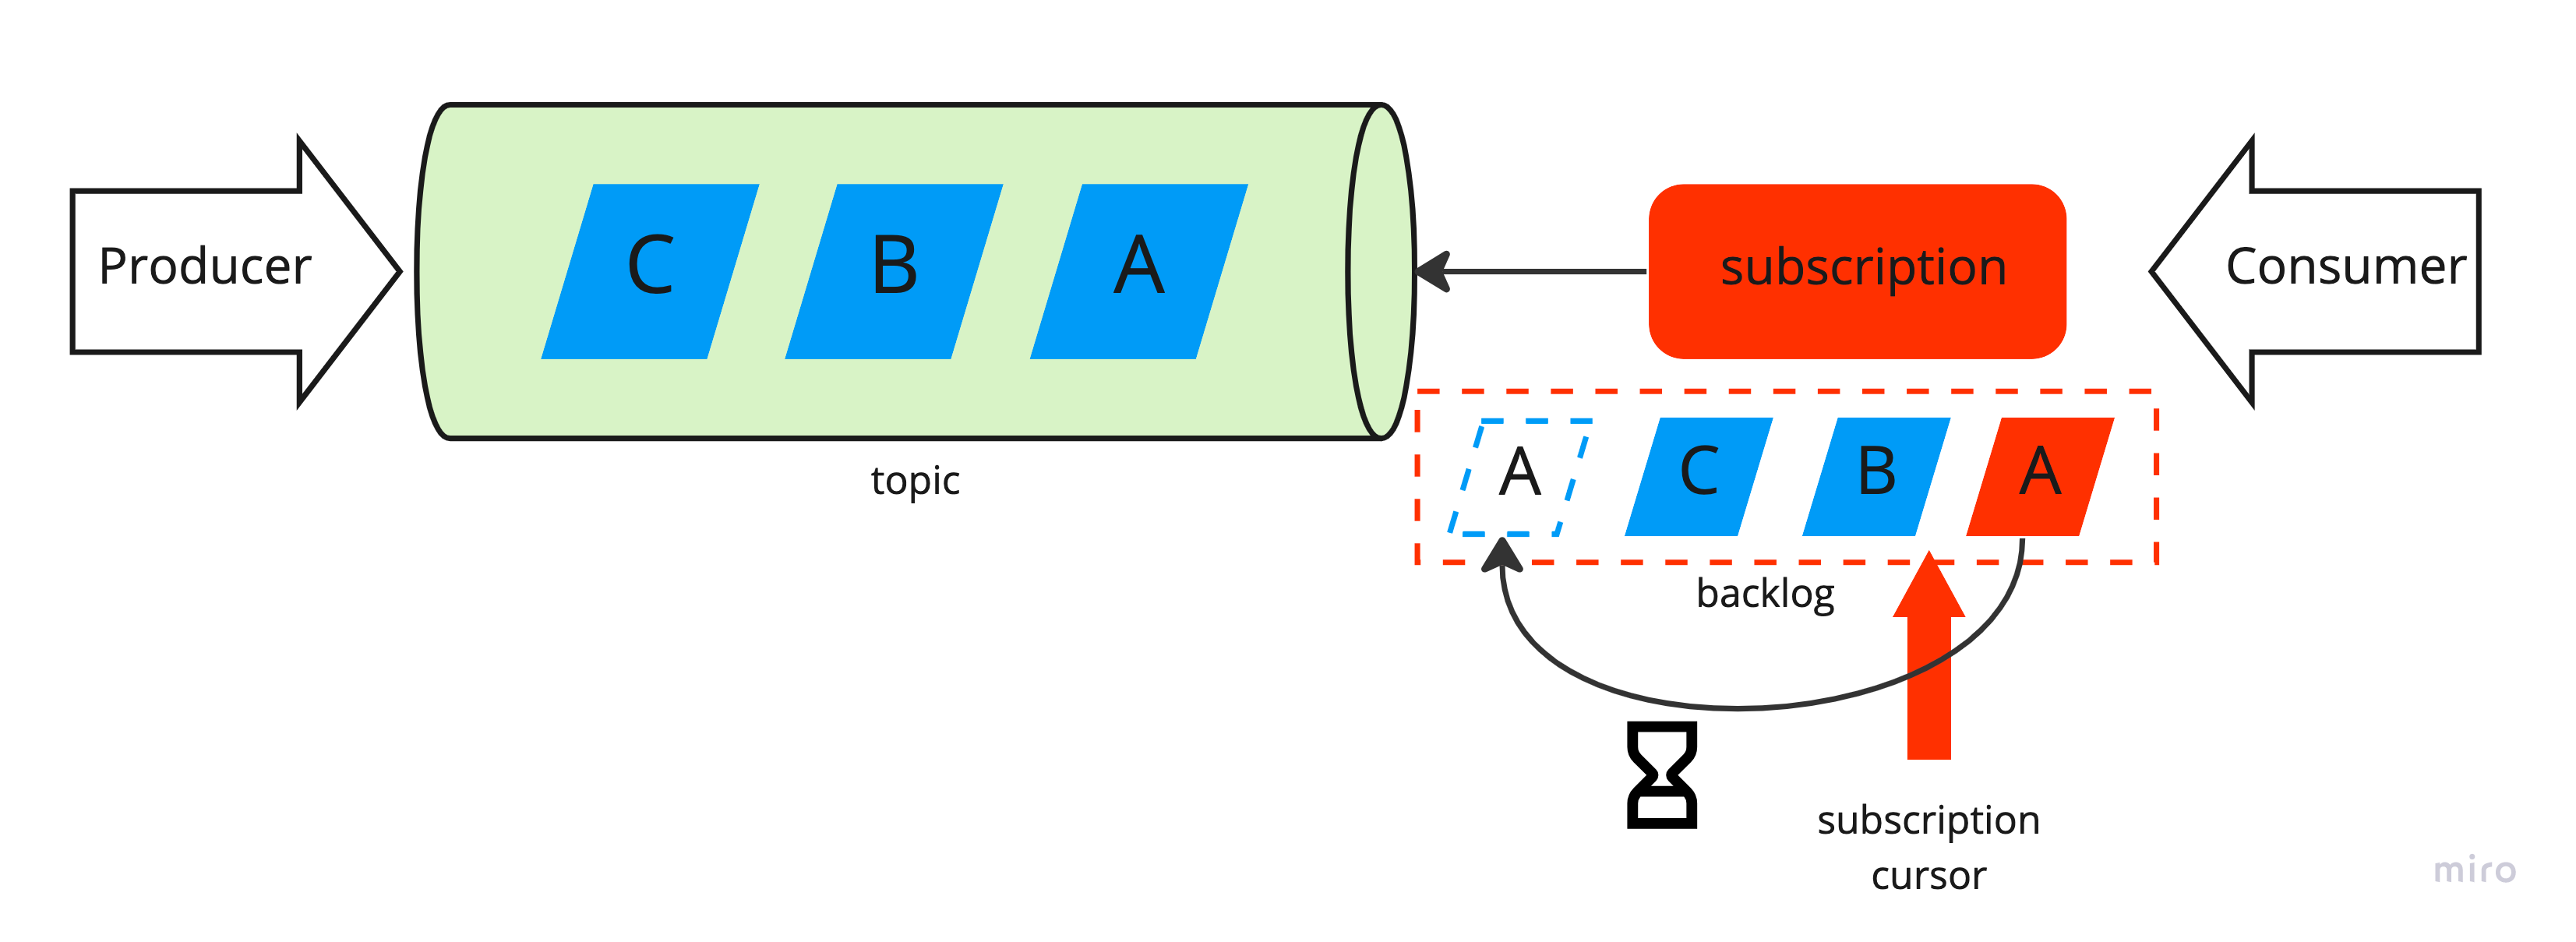 Producer
C
B
A
subscription
Consumer
topic
A
C
B
A
backlog
subscription
cursor
miro